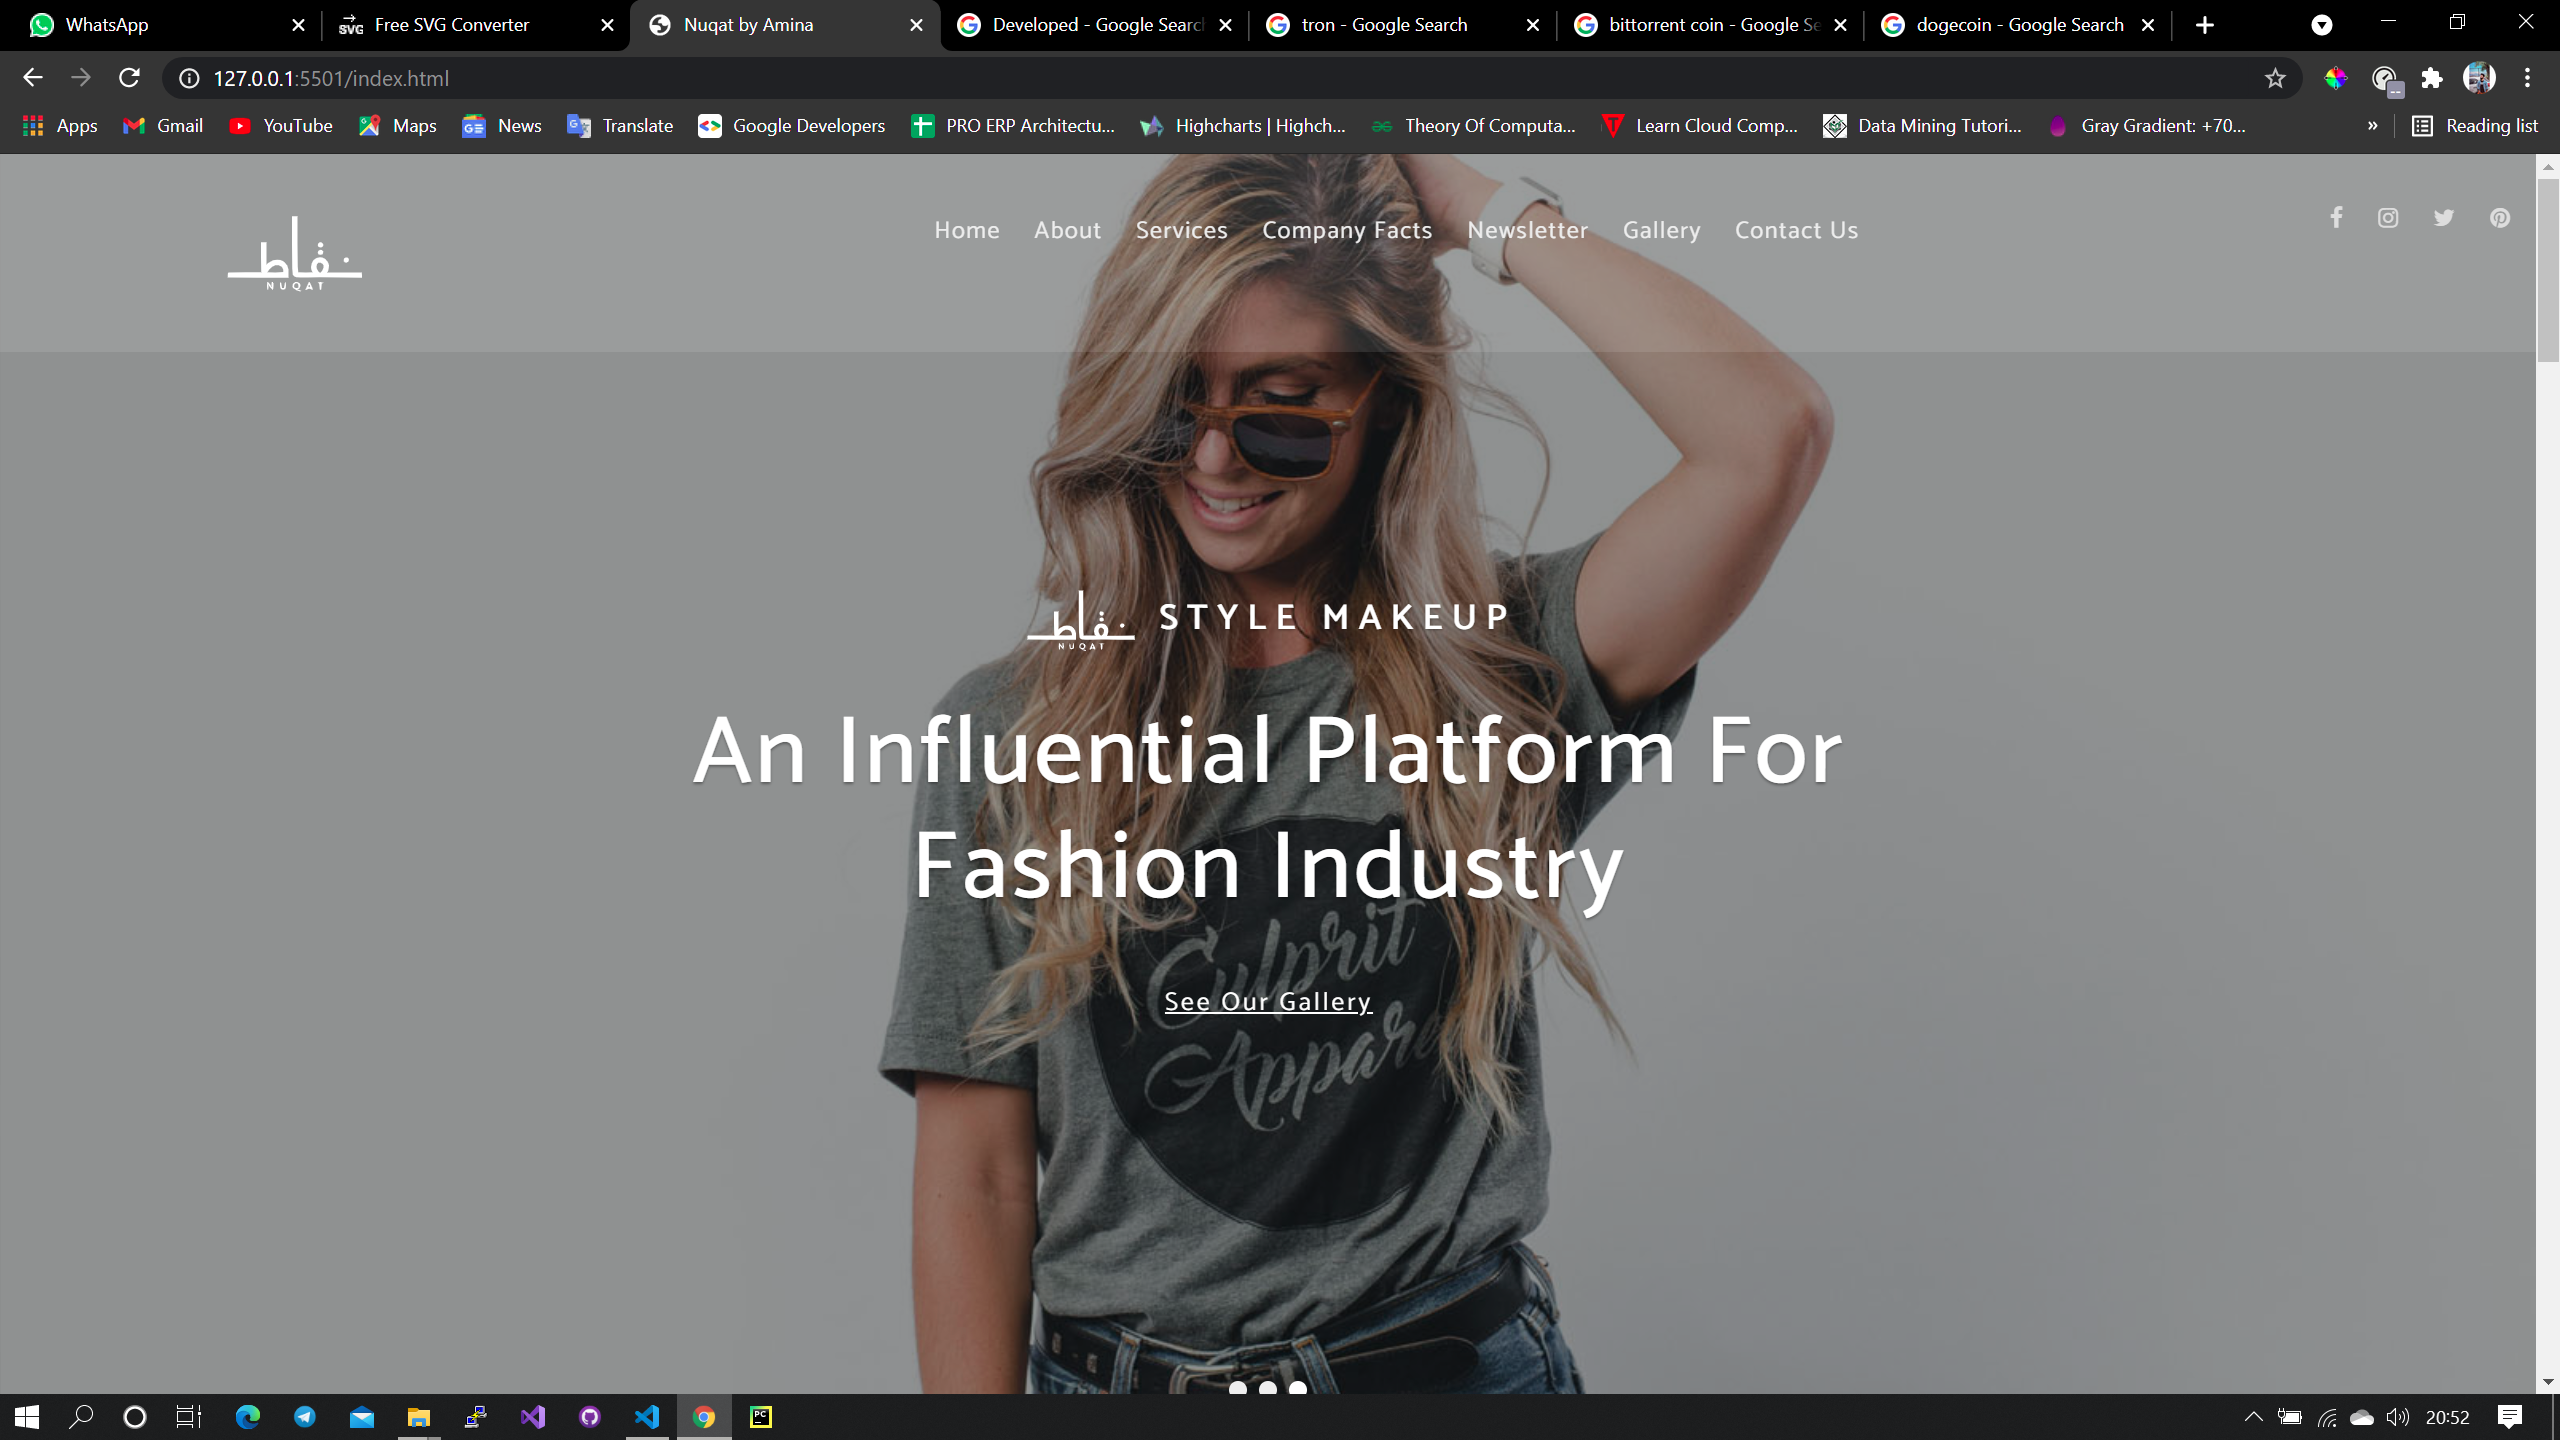 WhatsApp
Free SVG Converter
Nuqat by Amina
Developed - Google Search
tron - Google Search
bittorrent coin - Google Se
dogecoin - Google Search
127.0.0.1:5501/index.html
Apps
Gmail
YouTube
Maps
News
Translate
Google Developers
PRO ERP Architectu...
Highcharts | Highch...
Theory Of Computa...
Learn Cloud Comp...
Data Mining Tutori...
Gray Gradient: +70...
»
Reading list
نقاط
NUQAT
Home
About
Services
Company Facts
Newsletter
Gallery
Contact Us
نقاط
NUQAT
STYLE MAKEUP
An Influential Platform For
Fashion Industry
Culprit
See Our Gallery
Appare
20:52